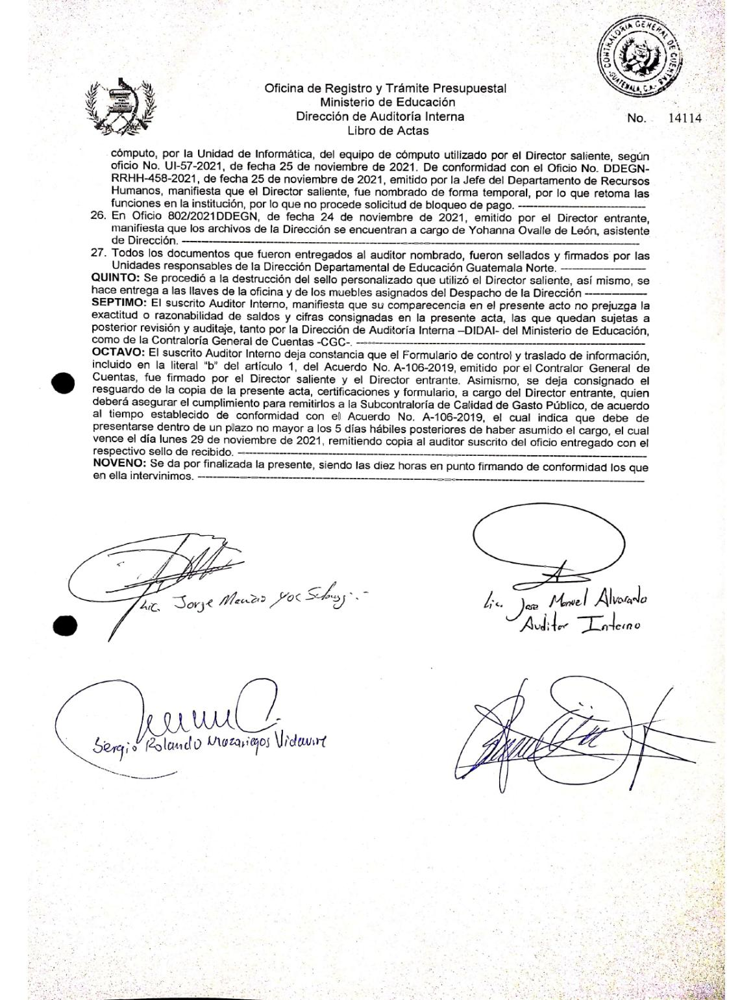 CONTRALORÍA GENERAL DE CUENTAS
GUATEMALA, C.A.
Oficina de Registro y Trámite Presupuestal
Ministerio de Educación
Dirección de Auditoría Interna
Libro de Actas
No. 14114
cómputo, por la Unidad de Informática, del equipo de cómputo utilizado por el Director saliente, según
oficio No. UI-57-2021, de fecha 25 de noviembre de 2021. De conformidad con el Oficio No. DDEGN-
RRHH-458-2021, de fecha 25 de noviembre de 2021, emitido por la Jefe del Departamento de Recursos
Humanos, manifiesta que el Director saliente, fue nombrado de forma temporal, por lo que retoma las
funciones en la institución, por lo que no procede solicitud de bloqueo de pago. ----------------------------
26. En Oficio 802/2021DDEGN, de fecha 24 de noviembre de 2021, emitido por el Director entrante,
manifiesta que los archivos de la Dirección se encuentran a cargo de Yohanna Ovalle de León, asistente
de Dirección. ----------------------------------------------------------------
27. Todos los documentos que fueron entregados al auditor nombrado, fueron sellados y firmados por las
Unidades responsables de la Dirección Departamental de Educación Guatemala Norte. ------------------
QUINTO: Se procedió a la destrucción del sello personalizado que utilizó el Director saliente, así mismo, se
hace entrega a las llaves de la oficina y de los muebles asignados del Despacho de la Dirección -------------
SEPTIMO: El suscrito Auditor Interno, manifiesta que su comparecencia en el presente acto no prejuzga la
exactitud o razonabilidad de saldos y cifras consignadas en la presente acta, las que quedan sujetas a
posterior revisión y auditaje, tanto por la Dirección de Auditoría Interna –DIDAI- del Ministerio de Educación,
como de la Contraloría General de Cuentas -CGC-. ----------------------------------------------------------------
OCTAVO: El suscrito Auditor Interno deja constancia que el Formulario de control y traslado de información,
incluido en la literal "b" del artículo 1, del Acuerdo No. A-106-2019, emitido por el Contralor General de
Cuentas, fue firmado por el Director saliente y el Director entrante. Asimismo, se deja consignado el
resguardo de la copia de la presente acta, certificaciones y formulario, a cargo del Director entrante, quien
deberá asegurar el cumplimiento para remitirlos a la Subcontraloría de Calidad de Gasto Público, de acuerdo
al tiempo establecido de conformidad con el Acuerdo No. A-106-2019, el cual indica que debe de
presentarse dentro de un plazo no mayor a los 5 días hábiles posteriores de haber asumido el cargo, el cual
vence el día lunes 29 de noviembre de 2021, remitiendo copia al auditor suscrito del oficio entregado con el
respectivo sello de recibido. ----------------------------------------------------------------
NOVENO: Se da por finalizada la presente, siendo las diez horas en punto firmando de conformidad los que
en ella intervinimos. ----------------------------------------------------------------
Lic. Jorge
Lic. Jose Manuel Alvarado
Auditor Interno
Sergio Rolando Mazariegos Vidaurre